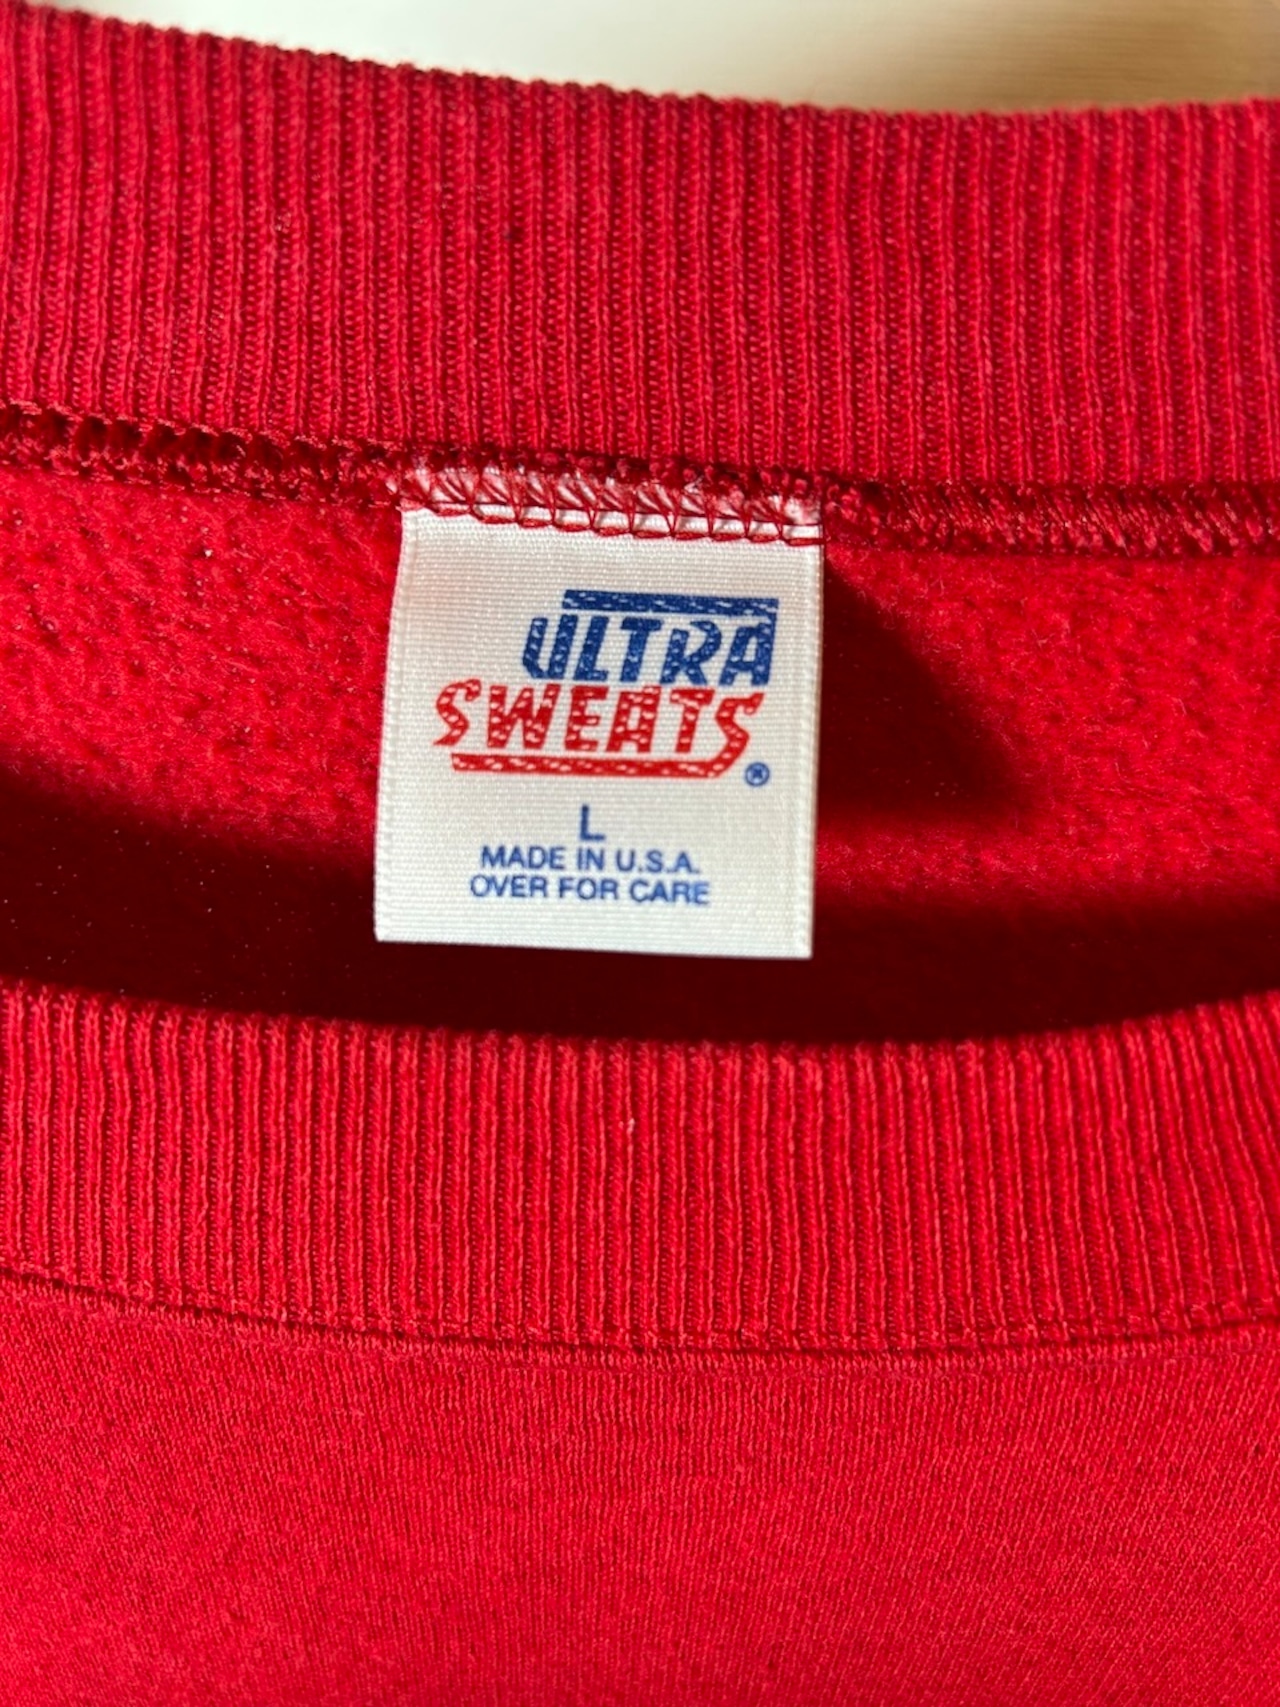 ULTRA
SWEATS®
L
MADE IN U.S.A.
OVER FOR CARE